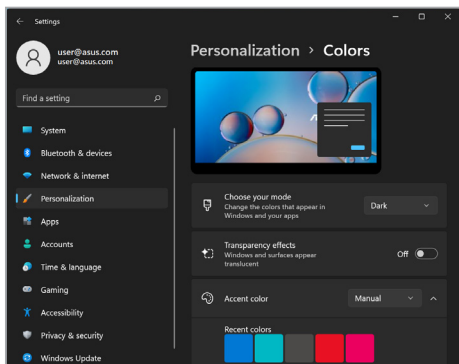 Settings
user@asus.com
user@asus.com
Find a setting
System
Bluetooth & devices
Network & internet
Personalization
Apps
Accounts
Time & language
Gaming
Accessibility
Privacy & security
Windows Update
Personalization > Colors
Choose your mode
Change the colors that appear in
Windows and your apps
Dark
Transparency effects
Windows and surfaces appear
translucent
Off
Accent color
Manual
Recent colors